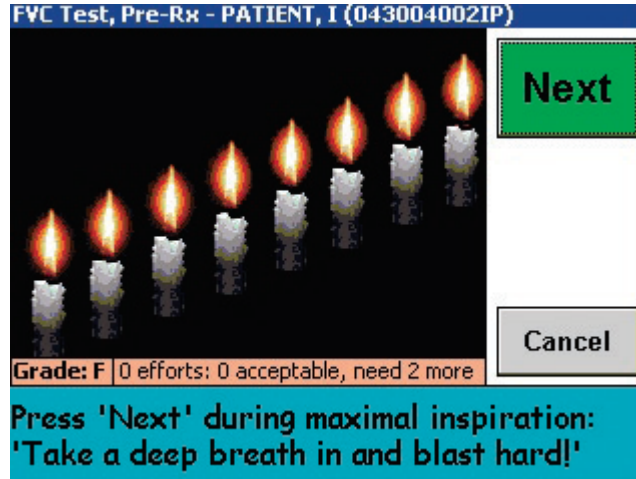 FVC Test, Pre-Rx - PATIENT, I (043004002IP)
Next
Cancel
Grade: F 0 efforts: 0 acceptable, need 2 more
Press 'Next' during maximal inspiration:
'Take a deep breath in and blast hard!'